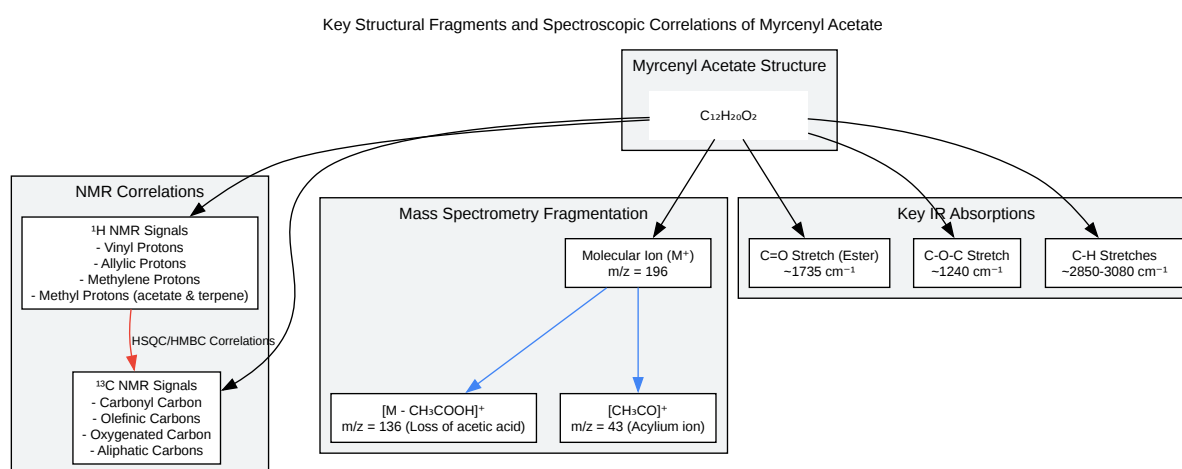 Key Structural Fragments and Spectroscopic Correlations of Myrcenyl Acetate
Myrcenyl Acetate Structure
C₁₂H₂₀O₂
NMR Correlations
¹H NMR Signals
- Vinyl Protons
- Allylic Protons
- Methylene Protons
- Methyl Protons (acetate & terpene)
HSQC/HMBC Correlations
¹³C NMR Signals
- Carbonyl Carbon
- Olefinic Carbons
- Oxygenated Carbon
- Aliphatic Carbons
Mass Spectrometry Fragmentation
Molecular Ion (M⁺)
m/z = 196
[M - CH₃COOH]⁺
m/z = 136 (Loss of acetic acid)
[CH₃CO]⁺
m/z = 43 (Acylium ion)
Key IR Absorptions
C=O Stretch (Ester)
~1735 cm⁻¹
C-O-C Stretch
~1240 cm⁻¹
C-H Stretches
~2850-3080 cm⁻¹